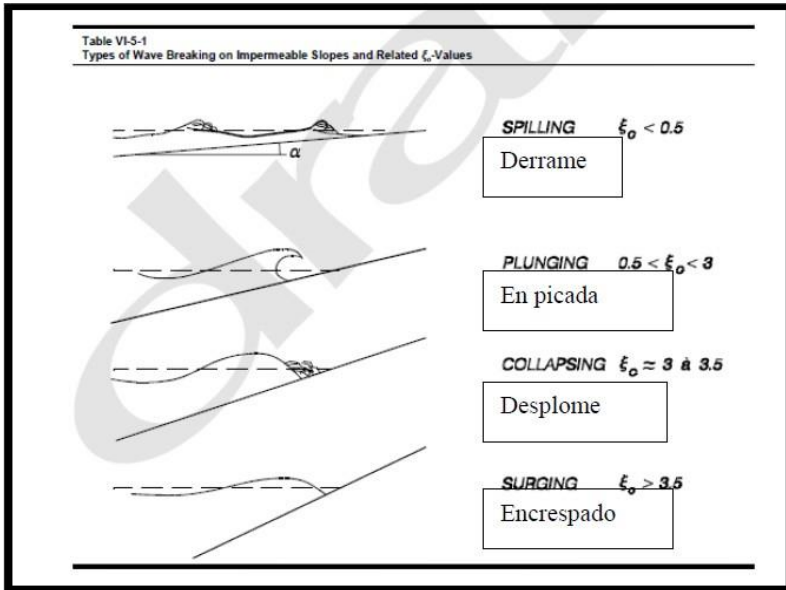 Table VI-5-1
Types of Wave Breaking on Impermeable Slopes and Related ξₒ-Values
SPILLING ξₒ < 0.5
Derrame
α
PLUNGING 0.5 < ξₒ < 3
En picada
COLLAPSING ξₒ ≈ 3 à 3.5
Desplome
SURGING ξₒ > 3.5
Encrespado